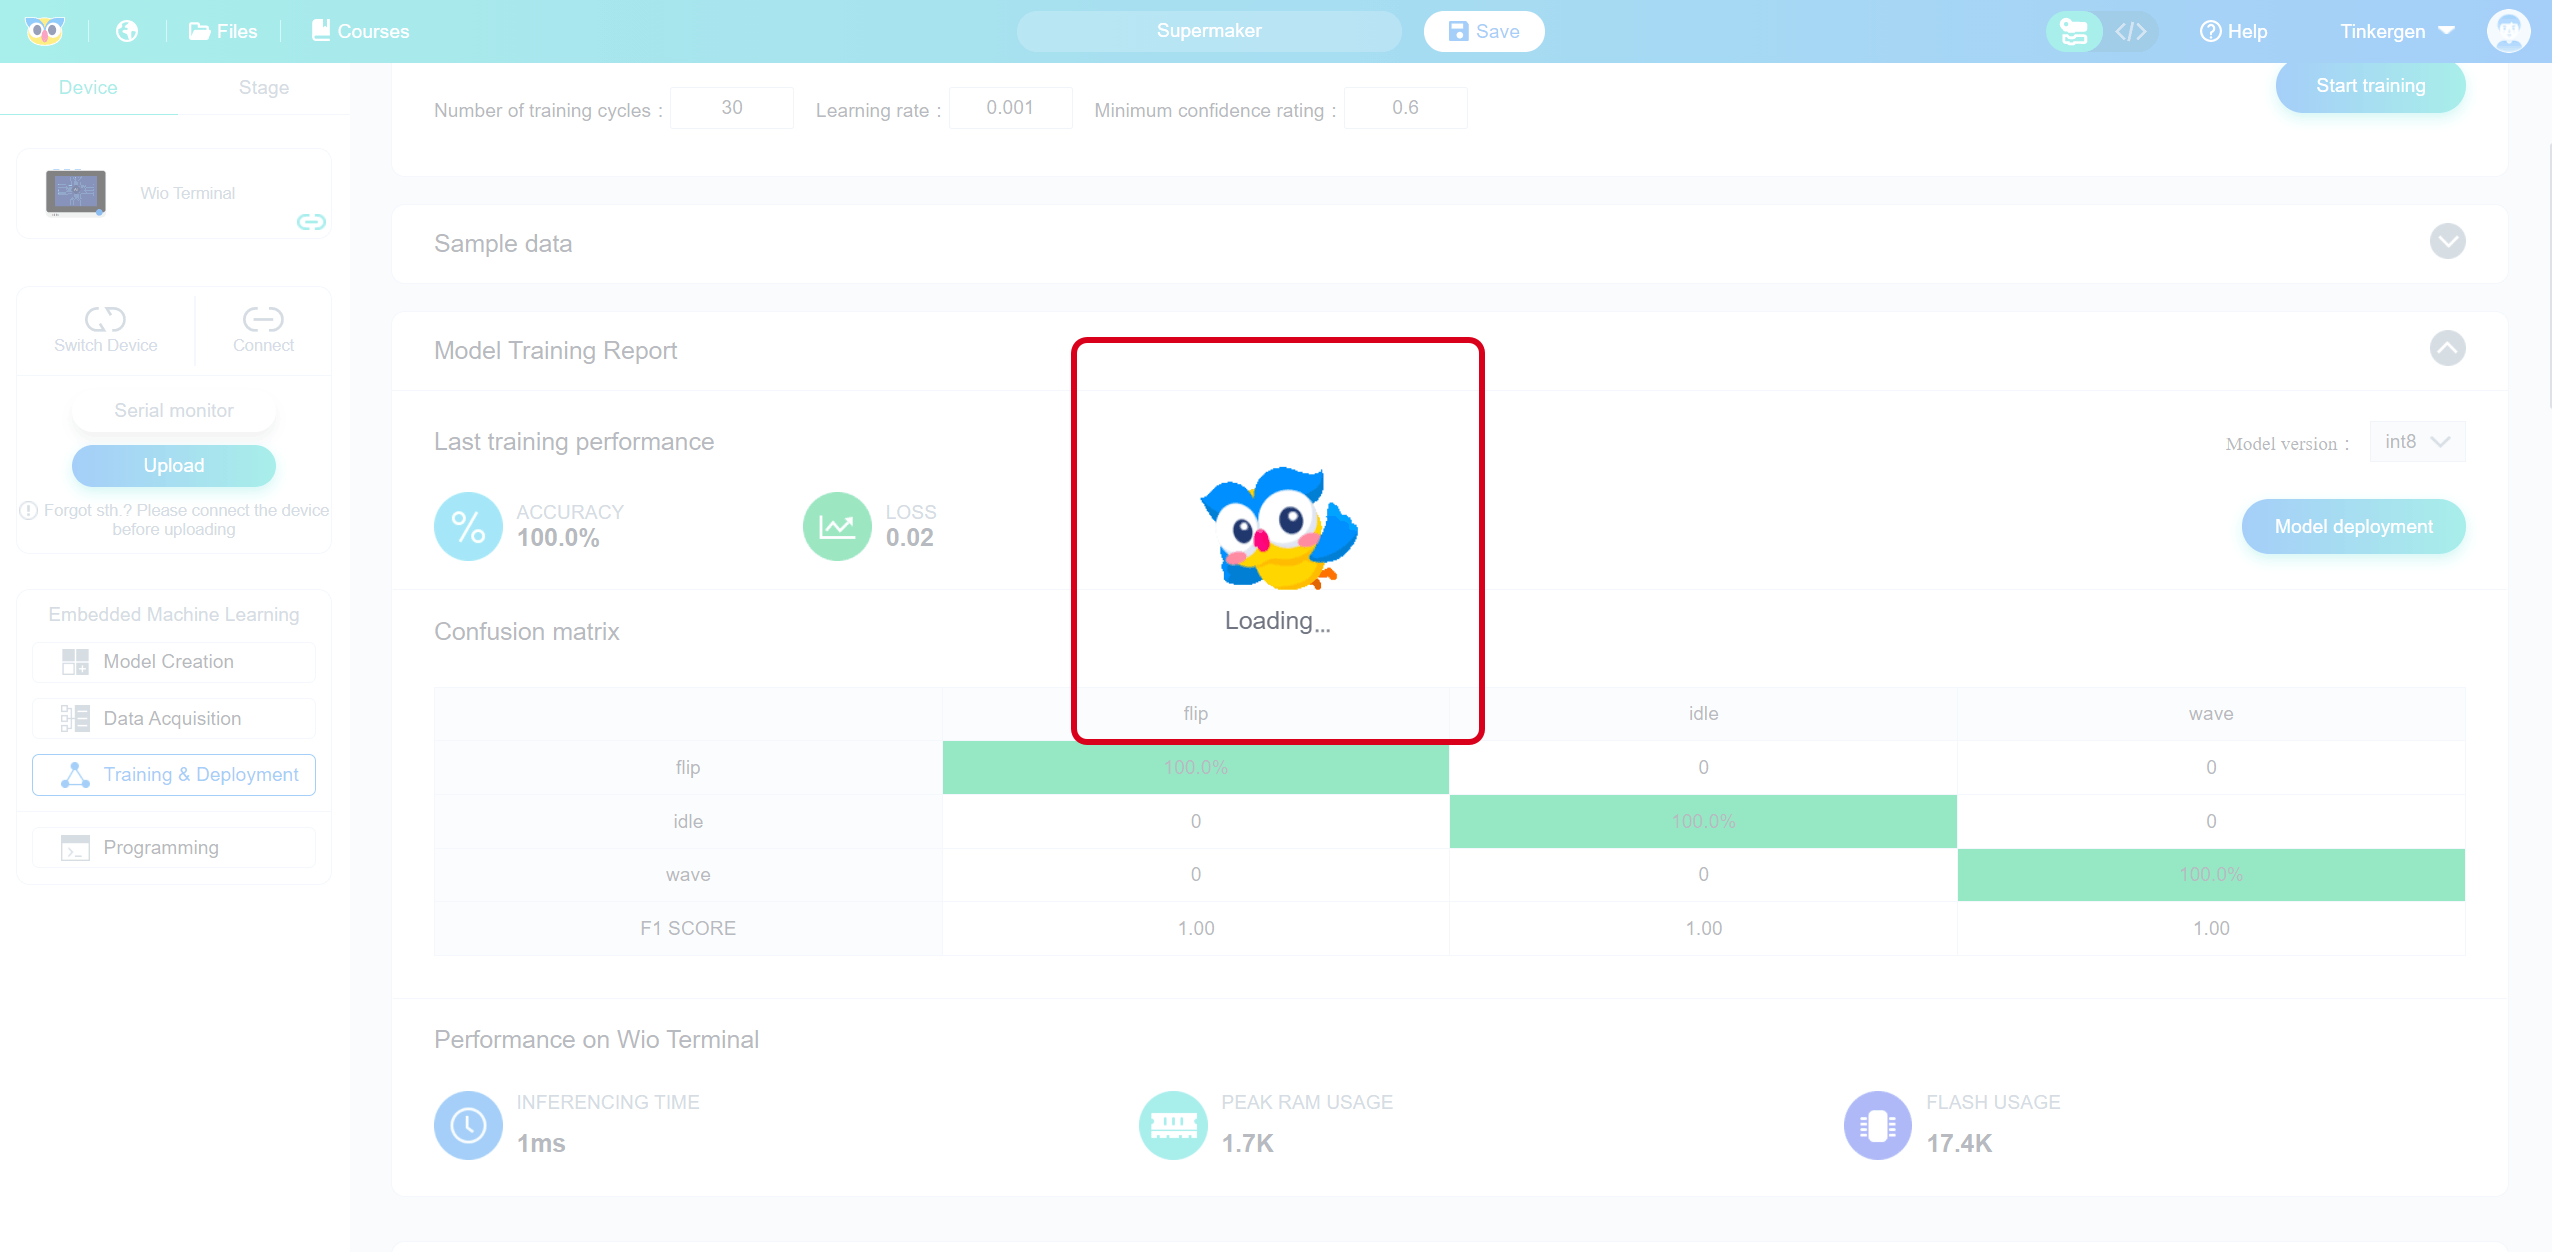 Files
Courses
Supermaker
Save
</>
Help
Tinkergen
Device
Stage
Number of training cycles :
30
Learning rate :
0.001
Minimum confidence rating :
0.6
Start training
Wio Terminal
Sample data
Switch Device
Connect
Model Training Report
Serial monitor
Upload
Forgot sth.? Please connect the device
before uploading
Last training performance
Model version :
int8
ACCURACY
100.0%
LOSS
0.02
Model deployment
Loading...
Embedded Machine Learning
Model Creation
Data Acquisition
Training & Deployment
Programming
Confusion matrix
flip idle wave
flip 100.0% 0 0
idle 0 100.0% 0
wave 0 0 100.0%
F1 SCORE 1.00 1.00 1.00
Performance on Wio Terminal
INFERENCING TIME
1ms
PEAK RAM USAGE
1.7K
FLASH USAGE
17.4K